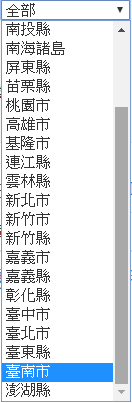 全部
南投縣
南海諸島
屏東縣
苗栗縣
桃園市
高雄市
基隆市
連江縣
雲林縣
新北市
新竹市
新竹縣
嘉義市
嘉義縣
彰化縣
臺中市
臺北市
臺東縣
臺南市
澎湖縣